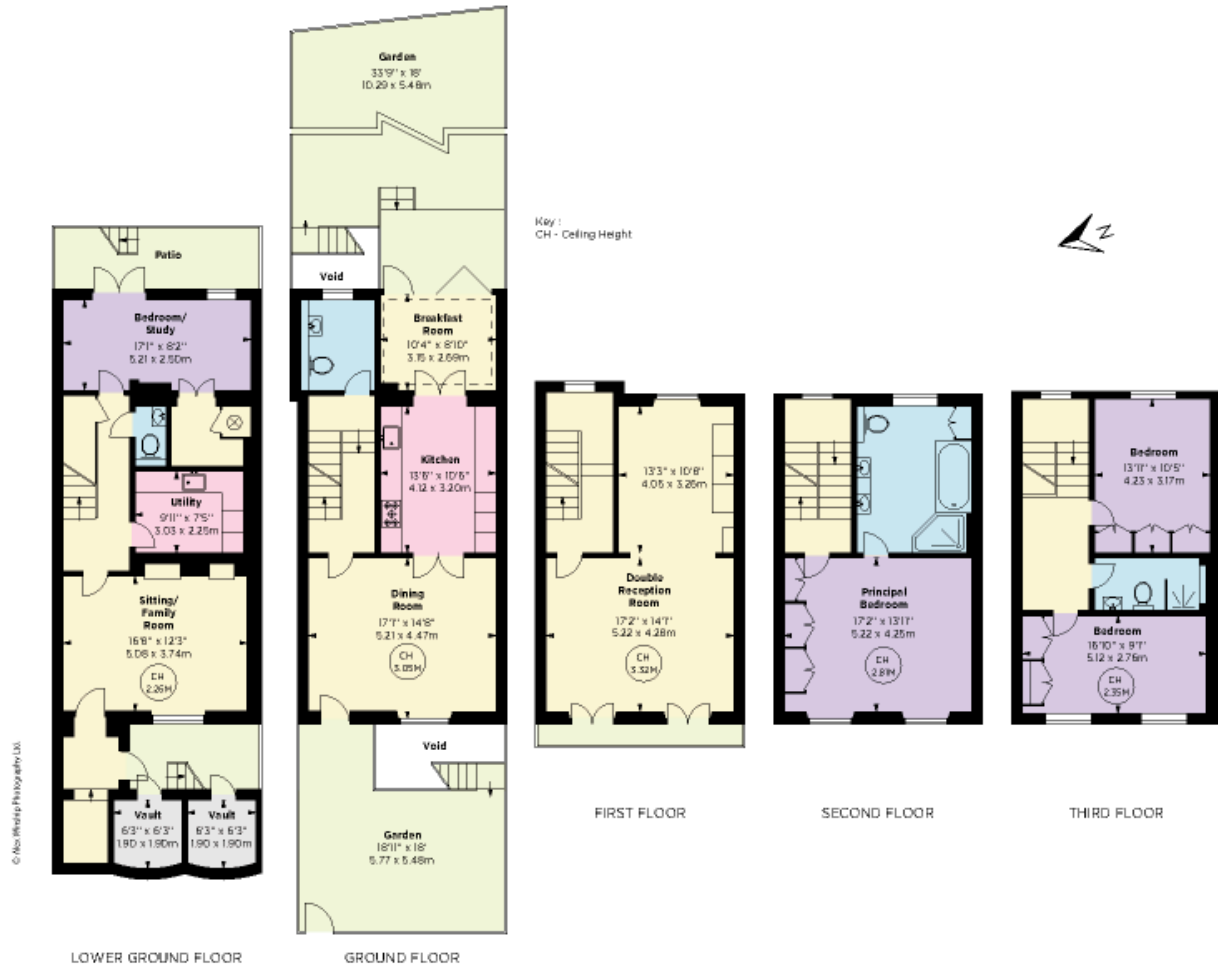 Garden
33'9" x 18'
10.29 x 5.48m
Key :
CH - Ceiling Height
N
Patio
Void
Bedroom/
Study
17'1" x 8'2"
5.21 x 2.50m
Breakfast
Room
10'4" x 8'10"
3.15 x 2.69m
Utility
9'11" x 7'5"
3.03 x 2.25m
Kitchen
13'6" x 10'6"
4.12 x 3.20m
13'3" x 10'8"
4.05 x 3.26m
Bedroom
13'11" x 10'5"
4.23 x 3.17m
Sitting/
Family
Room
16'8" x 12'3"
5.08 x 3.74m
CH
2.26M
Dining
Room
17'1" x 14'8"
5.21 x 4.47m
CH
3.05M
Double
Reception
Room
17'2" x 14'1"
5.22 x 4.28m
CH
3.32M
Principal
Bedroom
17'2" x 13'11"
5.22 x 4.25m
CH
2.81M
Bedroom
16'10" x 9'1"
5.12 x 2.76m
CH
2.35M
Void
Vault
6'3" x 6'3"
1.90 x 1.90m
Vault
6'3" x 6'3"
1.90 x 1.90m
Garden
18'11" x 18'
5.77 x 5.48m
FIRST FLOOR
SECOND FLOOR
THIRD FLOOR
LOWER GROUND FLOOR
GROUND FLOOR
© Alex Winship Photography Ltd.